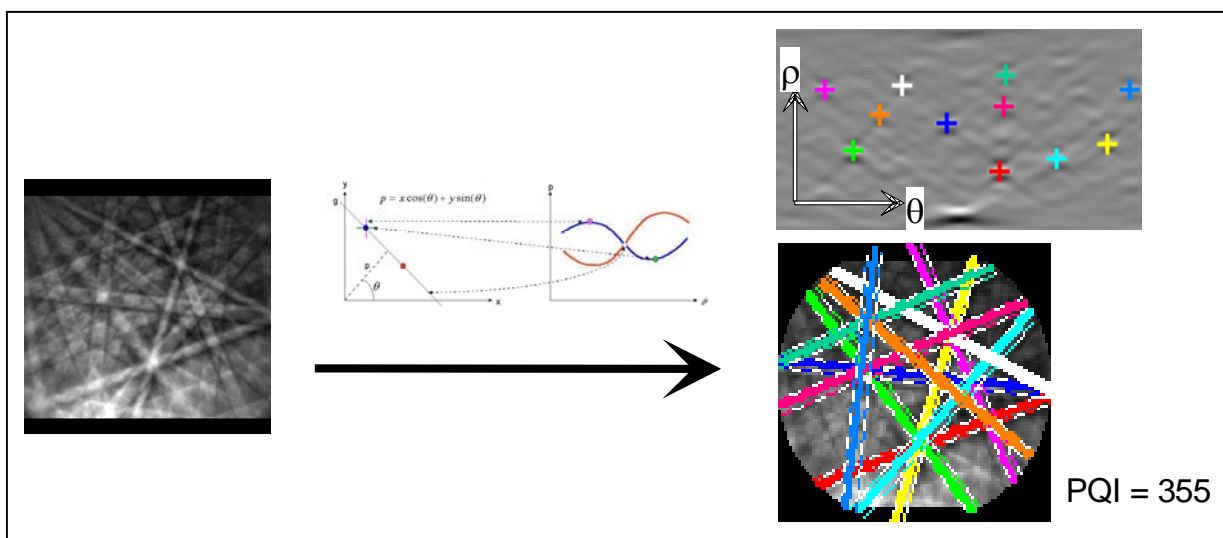 ρ
θ
y
g
p = x cos(θ) + y sin(θ)
p
θ
x
p
θ
PQI = 355